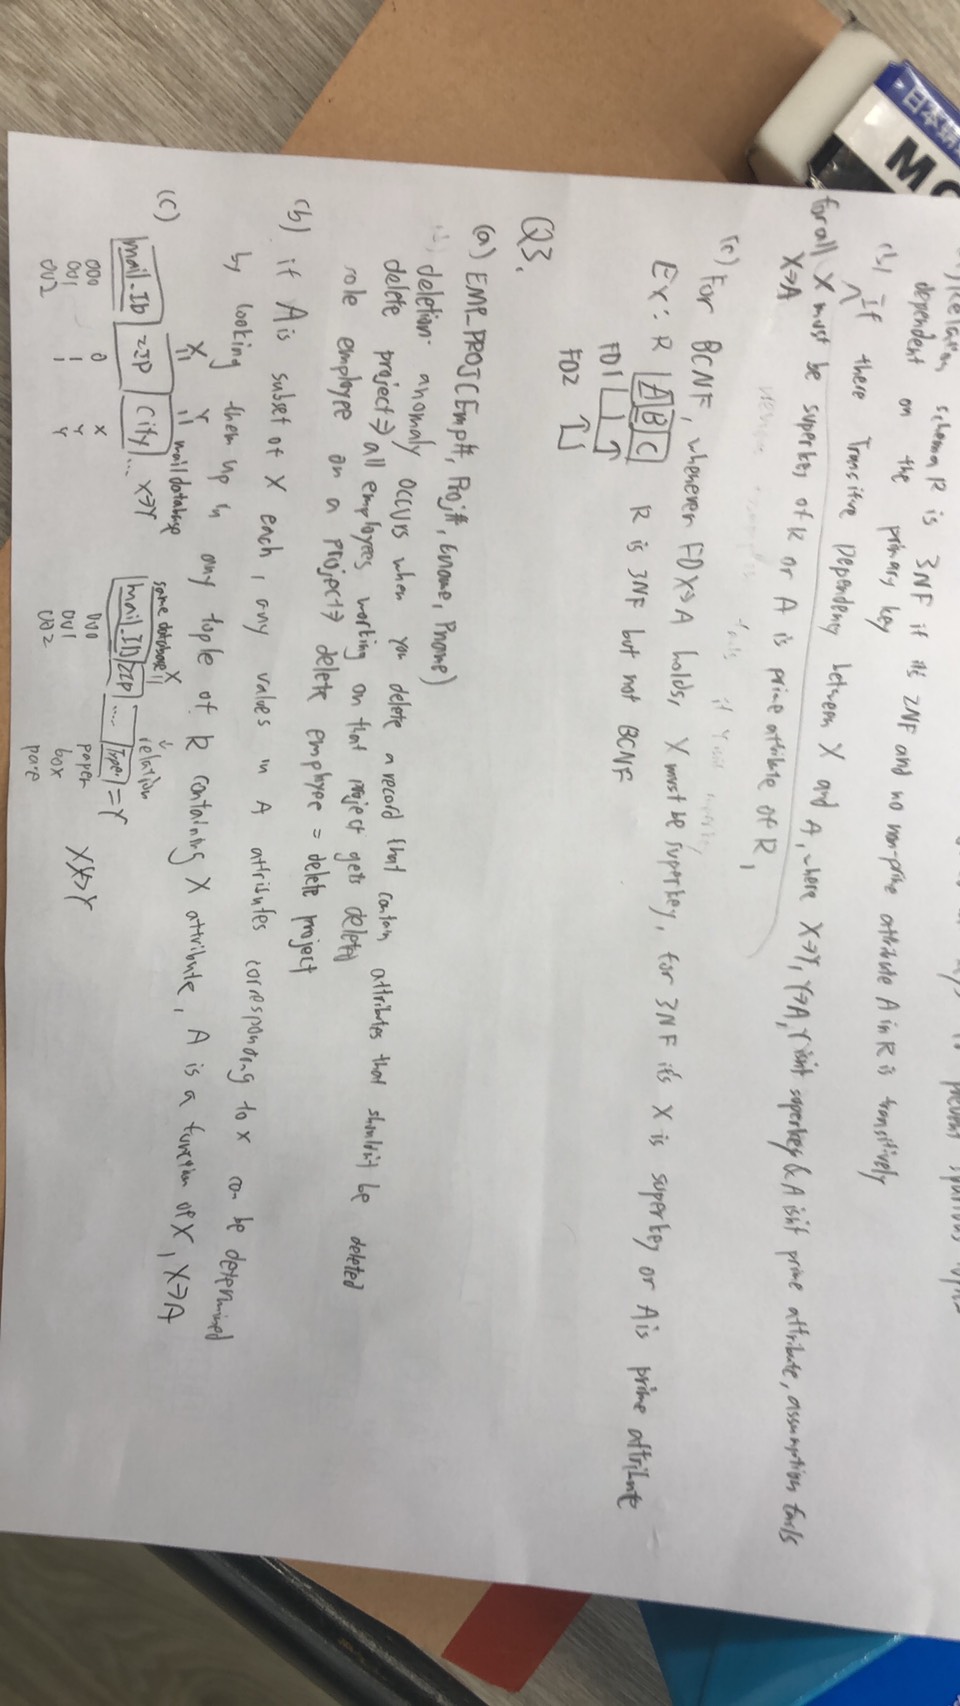 日本
Relation schema R is 3NF if it's 2NF and no non-prime attribute A in R is transitively
to prevent spurious
dependent on the primary key
(b) If there Transitive Dependency between X and A, where X→Y, Y→A, Y isn't superkey & A isn't prime attribute, assumption fails
for all X must be superkey of R or A is prime attribute of R,
X→A
(c) For BCNF, whenever FD X→A holds, X must be superkey, for 3NF it's X is superkey or A is prime attribute
Ex: R A B C R is 3NF but not BCNF
FD1
FD2
Q3.
(a) EMP_PROJ(Emp#, Proj#, Ename, Pname)
deletion anomaly occurs when you delete a record that contain attributes that shouldn't be deleted
delete project ⇒ all employees working on that project gets deleted
sole employee on a project ⇒ delete employee = delete project
(b) if A is subset of X each, any values in A attributes corresponding to X can be determined
by looking them up in any tople of R containing X attribute, A is a function of X, X→A
(c) X Y mail database
mail_ID ZIP City ... X→Y
000 0 X
001 1 Y
002 1 Y
same database X relation
mail_ID ZIP .... Type = Y
000 paper
001 box
002
X↛Y